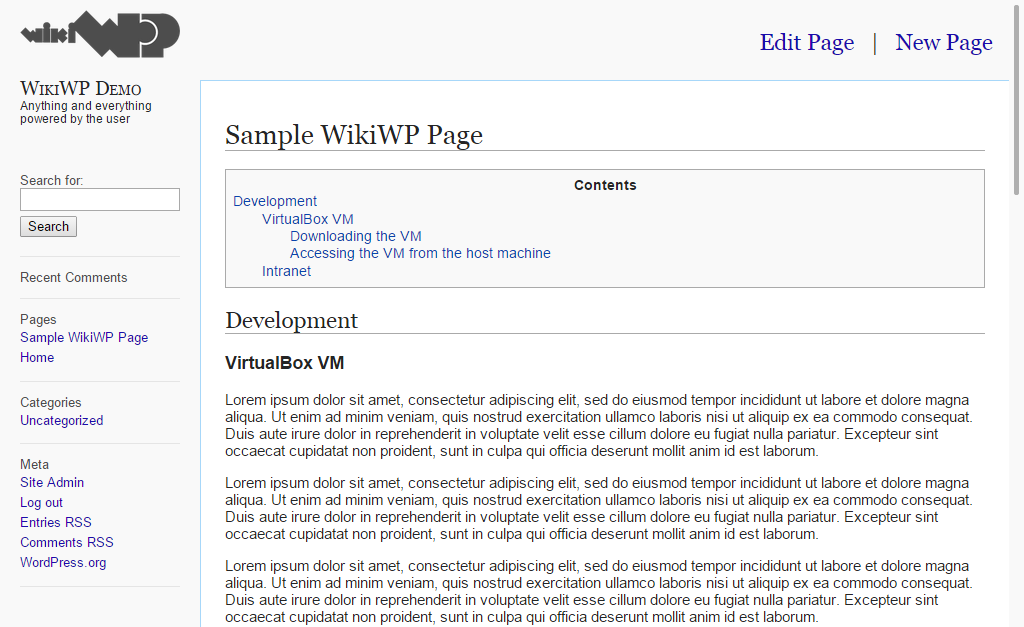 wikiWP
Edit Page | New Page
WikiWP Demo
Anything and everything
powered by the user
Search for:
Search
Recent Comments
Pages
Sample WikiWP Page
Home
Categories
Uncategorized
Meta
Site Admin
Log out
Entries RSS
Comments RSS
WordPress.org
Sample WikiWP Page
Contents
Development
VirtualBox VM
Downloading the VM
Accessing the VM from the host machine
Intranet
Development
VirtualBox VM
Lorem ipsum dolor sit amet, consectetur adipiscing elit, sed do eiusmod tempor incididunt ut labore et dolore magna
aliqua. Ut enim ad minim veniam, quis nostrud exercitation ullamco laboris nisi ut aliquip ex ea commodo consequat.
Duis aute irure dolor in reprehenderit in voluptate velit esse cillum dolore eu fugiat nulla pariatur. Excepteur sint
occaecat cupidatat non proident, sunt in culpa qui officia deserunt mollit anim id est laborum.
Lorem ipsum dolor sit amet, consectetur adipiscing elit, sed do eiusmod tempor incididunt ut labore et dolore magna
aliqua. Ut enim ad minim veniam, quis nostrud exercitation ullamco laboris nisi ut aliquip ex ea commodo consequat.
Duis aute irure dolor in reprehenderit in voluptate velit esse cillum dolore eu fugiat nulla pariatur. Excepteur sint
occaecat cupidatat non proident, sunt in culpa qui officia deserunt mollit anim id est laborum.
Lorem ipsum dolor sit amet, consectetur adipiscing elit, sed do eiusmod tempor incididunt ut labore et dolore magna
aliqua. Ut enim ad minim veniam, quis nostrud exercitation ullamco laboris nisi ut aliquip ex ea commodo consequat.
Duis aute irure dolor in reprehenderit in voluptate velit esse cillum dolore eu fugiat nulla pariatur. Excepteur sint
occaecat cupidatat non proident, sunt in culpa qui officia deserunt mollit anim id est laborum.